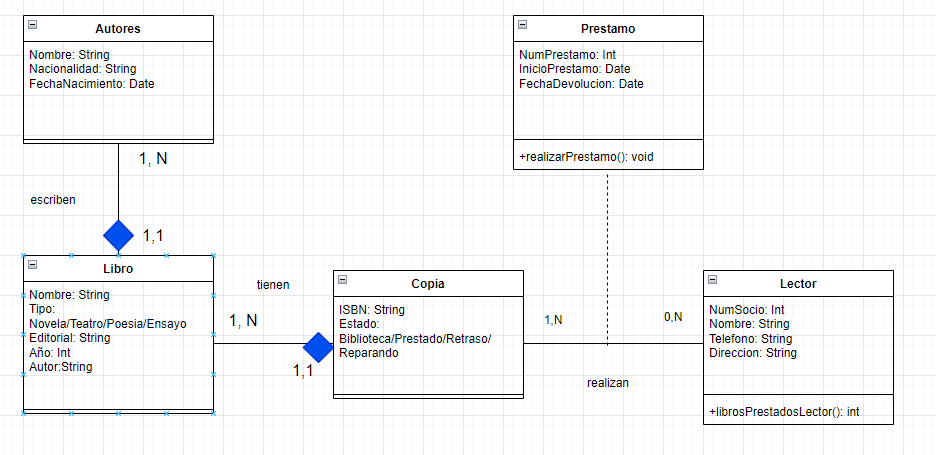 Autores
Nombre: String
Nacionalidad: String
FechaNacimiento: Date
1, N
escriben
1,1
Libro
Nombre: String
Tipo:
Novela/Teatro/Poesia/Ensayo
Editorial: String
Año: Int
Autor:String
tienen
1, N
1,1
Copia
ISBN: String
Estado:
Biblioteca/Prestado/Retraso/
Reparando
1,N
0,N
realizan
Prestamo
NumPrestamo: Int
InicioPrestamo: Date
FechaDevolucion: Date
+realizarPrestamo(): void
Lector
NumSocio: Int
Nombre: String
Telefono: String
Direccion: String
+librosPrestadosLector(): int